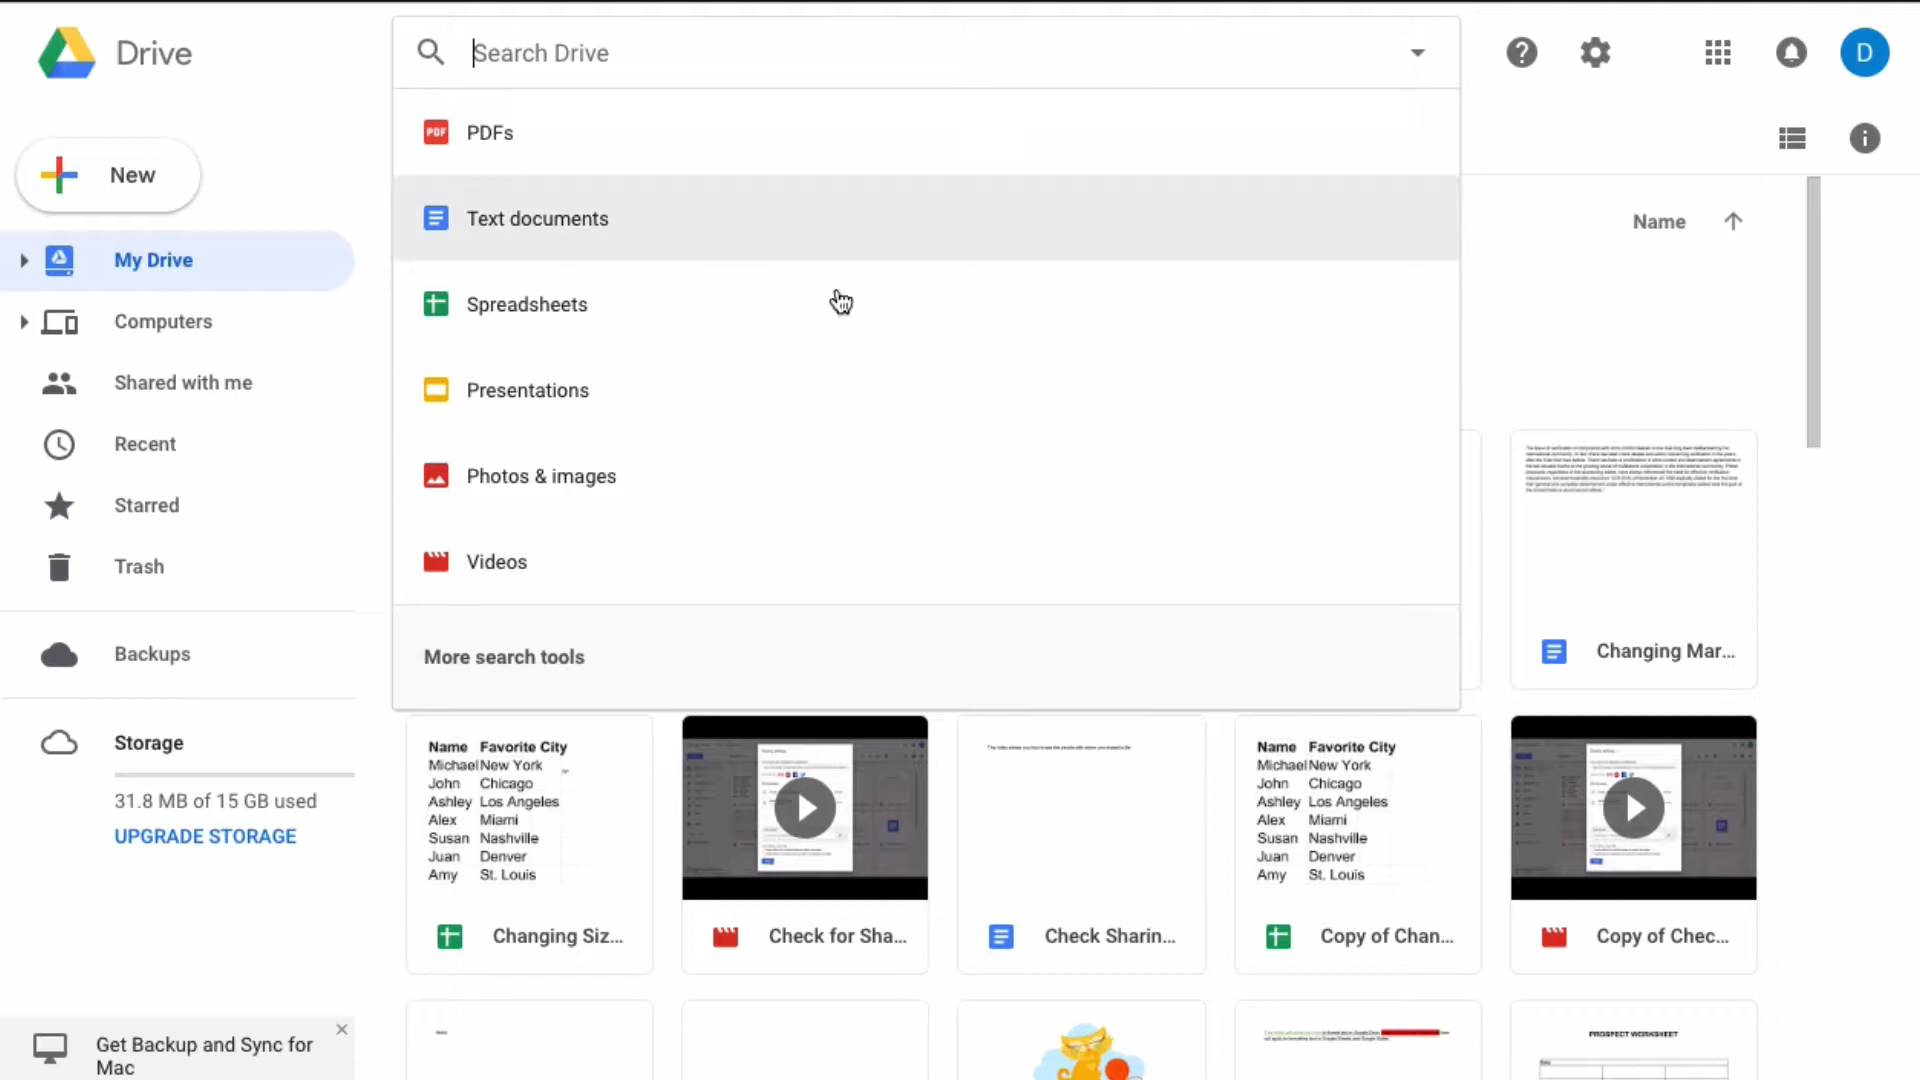 Drive
Search Drive
D
PDF PDFs
Text documents
Spreadsheets
Presentations
Photos & images
Videos
More search tools
New
My Drive
Computers
Shared with me
Recent
Starred
Trash
Backups
Storage
31.8 MB of 15 GB used
UPGRADE STORAGE
Get Backup and Sync for
Mac
Name
Changing Mar...
Name Favorite City
Michael New York
John Chicago
Ashley Los Angeles
Alex Miami
Susan Nashville
Juan Denver
Amy St. Louis
Changing Siz...
Check for Sha...
Check Sharin...
Name Favorite City
Michael New York
John Chicago
Ashley Los Angeles
Alex Miami
Susan Nashville
Juan Denver
Amy St. Louis
Copy of Chan...
Copy of Chec...
PROSPECT WORKSHEET